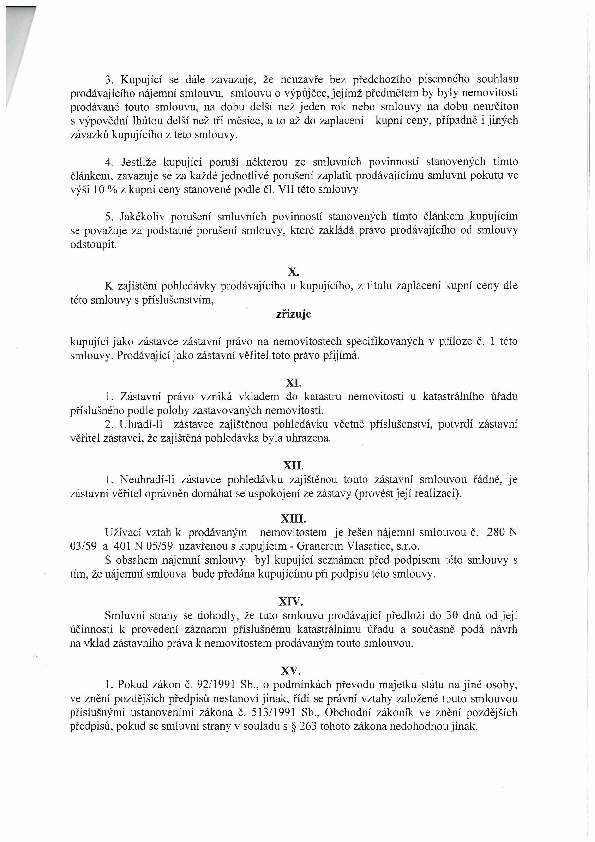 3. Kupující se dále zavazuje, že neuzavře bez předchozího písemného souhlasu
prodávajícího nájemní smlouvu, smlouvu o výpůjčce, jejímž předmětem by byly nemovitosti
prodávané touto smlouvu, na dobu delší než jeden rok nebo smlouvy na dobu neurčitou
s výpovědní lhůtou delší než tři měsíce, a to až do zaplacení kupní ceny, případně i jiných
závazků kupujícího z této smlouvy.
4. Jestliže kupující poruší některou ze smluvních povinností stanovených tímto
článkem, zavazuje se za každé jednotlivé porušení zaplatit prodávajícímu smluvní pokutu ve
výši 10 % z kupní ceny stanovené podle čl. VII této smlouvy.
5. Jakékoliv porušení smluvních povinností stanovených tímto článkem kupujícím
se považuje za podstatné porušení smlouvy, které zakládá právo prodávajícího od smlouvy
odstoupit.
X.
K zajištění pohledávky prodávajícího u kupujícího, z titulu zaplacení kupní ceny dle
této smlouvy s příslušenstvím,
zřizuje
kupující jako zástavce zástavní právo na nemovitostech specifikovaných v příloze č. 1 této
smlouvy. Prodávající jako zástavní věřitel toto právo přijímá.
XI.
1. Zástavní právo vzniká vkladem do katastru nemovitostí u katastrálního úřadu
příslušného podle polohy zastavovaných nemovitostí.
2. Uhradí-li zástavce zajištěnou pohledávku včetně příslušenství, potvrdí zástavní
věřitel zástavci, že zajištěná pohledávka byla uhrazena.
XII.
1. Neuhradí-li zástavce pohledávku zajištěnou touto zástavní smlouvou řádně, je
zástavní věřitel oprávněn domáhat se uspokojení ze zástavy (provést její realizaci).
XIII.
Užívací vztah k prodávaným nemovitostem je řešen nájemní smlouvou č. 280 N
03/59 a 401 N 05/59 uzavřenou s kupujícím - Granerem Vlasatice, s.r.o.
S obsahem nájemní smlouvy byl kupující seznámen před podpisem této smlouvy s
tím, že nájemní smlouva bude předána kupujícímu při podpisu této smlouvy.
XIV.
Smluvní strany se dohodly, že tuto smlouvu prodávající předloží do 30 dnů od její
účinnosti k provedení záznamu příslušnému katastrálnímu úřadu a současně podá návrh
na vklad zástavního práva k nemovitostem prodávaným touto smlouvou.
XV.
1. Pokud zákon č. 92/1991 Sb., o podmínkách převodu majetku státu na jiné osoby,
ve znění pozdějších předpisů nestanoví jinak, řídí se právní vztahy založené touto smlouvou
příslušnými ustanoveními zákona č. 513/1991 Sb., Obchodní zákoník ve znění pozdějších
předpisů, pokud se smluvní strany v souladu s § 263 tohoto zákona nedohodnou jinak.